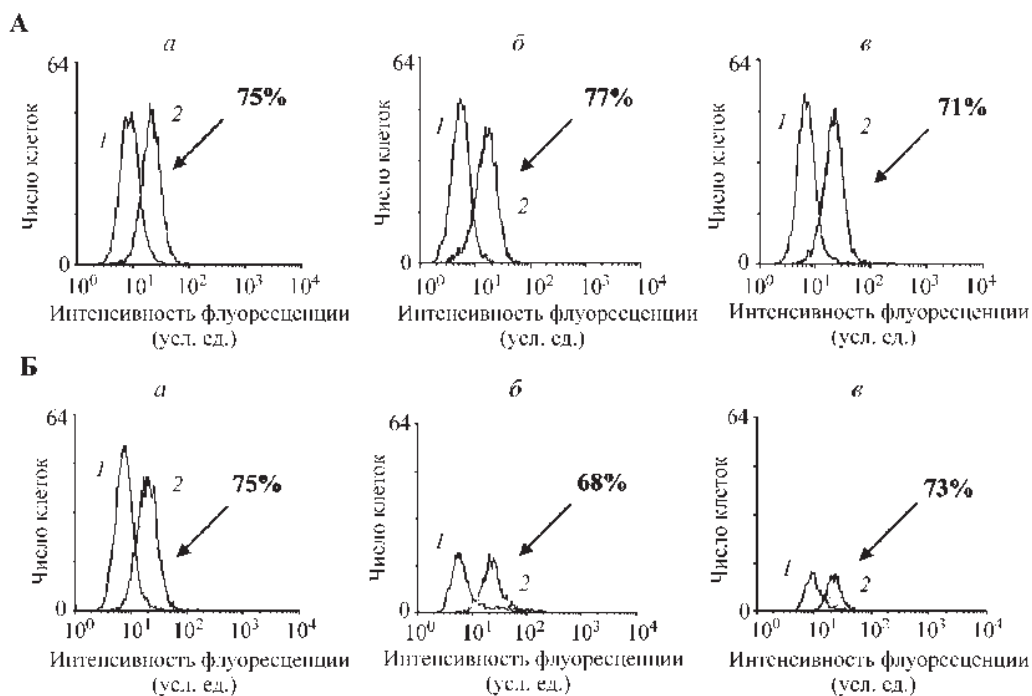 А
а
б
в
64
64
64
75%
77%
71%
1
2
1
2
1
2
Число клеток
Число клеток
Число клеток
0
0
0
10⁰ 10¹ 10² 10³ 10⁴
10⁰ 10¹ 10² 10³ 10⁴
10⁰ 10¹ 10² 10³ 10⁴
Интенсивность флуоресценции
(усл. ед.)
Интенсивность флуоресценции
(усл. ед.)
Интенсивность флуоресценции
(усл. ед.)
Б
а
б
в
64
64
64
75%
68%
73%
1
2
1
2
1
2
Число клеток
Число клеток
Число клеток
0
0
0
10⁰ 10¹ 10² 10³ 10⁴
10⁰ 10¹ 10² 10³ 10⁴
10⁰ 10¹ 10² 10³ 10⁴
Интенсивность флуоресценции
(усл. ед.)
Интенсивность флуоресценции
(усл. ед.)
Интенсивность флуоресценции
(усл. ед.)